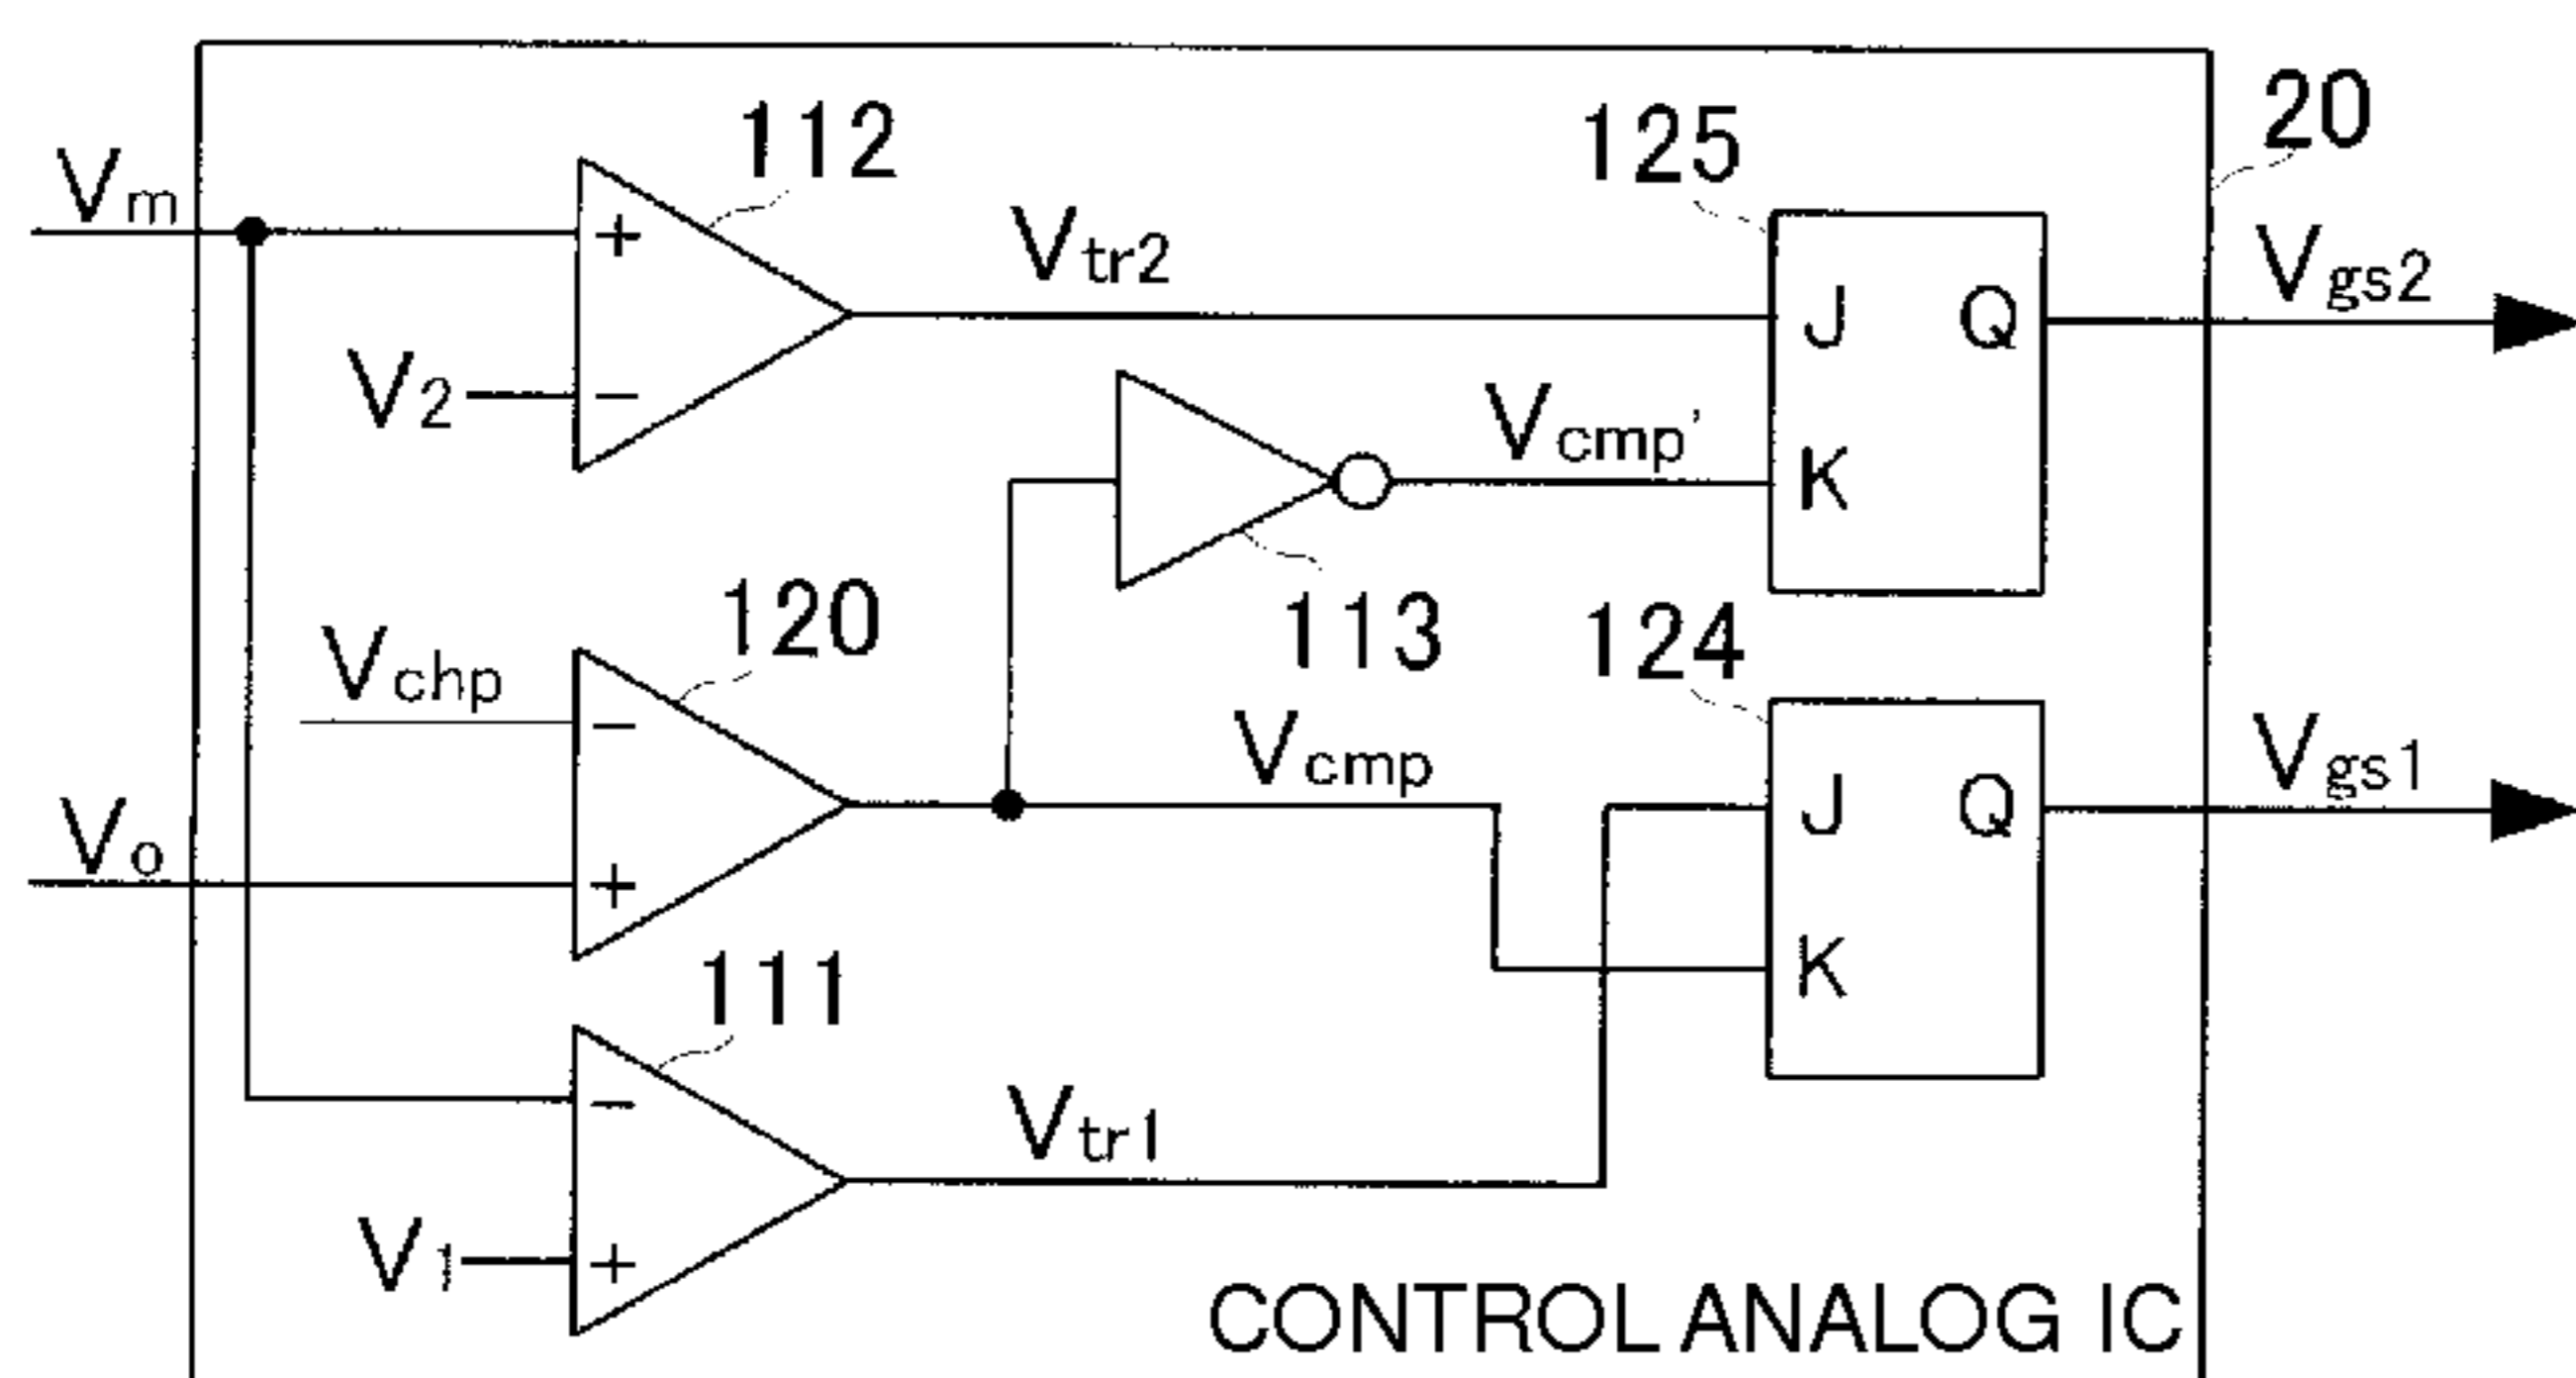 112
125
20
Vm
+
Vtr2
Vgs2
J Q
V2
−
Vcmp'
K
120
113
124
Vchp
−
Vcmp
Vgs1
J Q
Vo
+
K
111
−
Vtr1
V1
+
CONTROL ANALOG IC